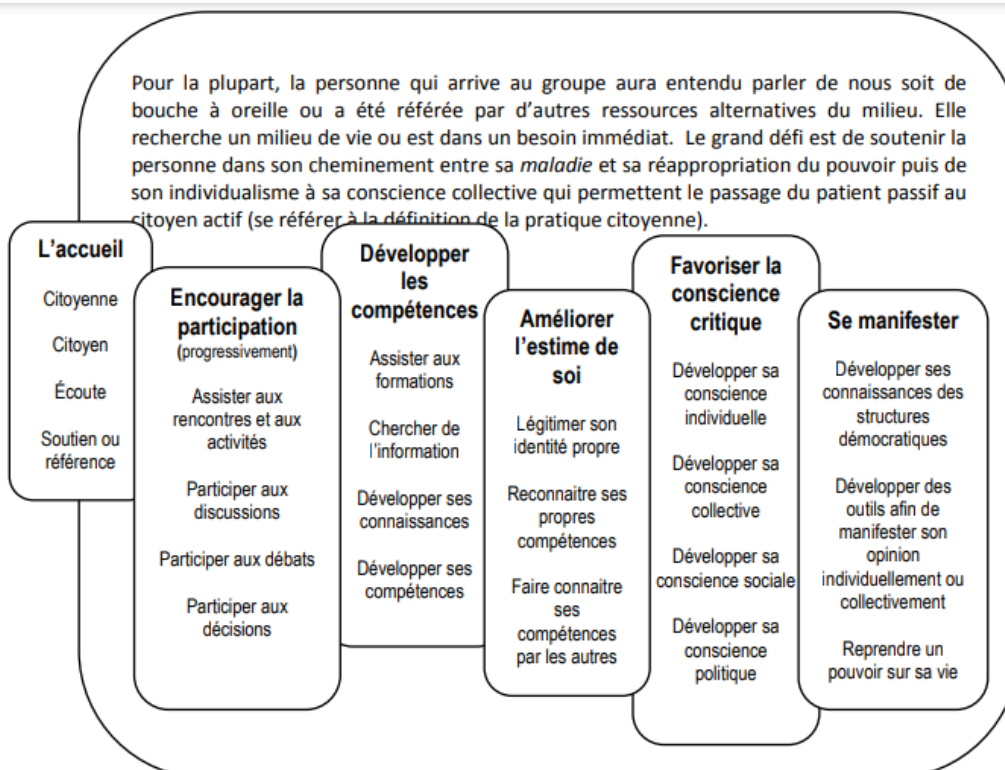 Pour la plupart, la personne qui arrive au groupe aura entendu parler de nous soit de
bouche à oreille ou a été référée par d'autres ressources alternatives du milieu. Elle
recherche un milieu de vie ou est dans un besoin immédiat. Le grand défi est de soutenir la
personne dans son cheminement entre sa maladie et sa réappropriation du pouvoir puis de
son individualisme à sa conscience collective qui permettent le passage du patient passif au
citoyen actif (se référer à la définition de la pratique citoyenne).
L'accueil
Citoyenne
Citoyen
Écoute
Soutien ou
référence
Encourager la
participation
(progressivement)
Assister aux
rencontres et aux
activités
Participer aux
discussions
Participer aux débats
Participer aux
décisions
Développer
les
compétences
Assister aux
formations
Chercher de
l'information
Développer ses
connaissances
Développer ses
compétences
Améliorer
l'estime de
soi
Légitimer son
identité propre
Reconnaitre ses
propres
compétences
Faire connaitre
ses
compétences
par les autres
Favoriser la
conscience
critique
Développer sa
conscience
individuelle
Développer sa
conscience
collective
Développer sa
conscience sociale
Développer sa
conscience
politique
Se manifester
Développer ses
connaissances des
structures
démocratiques
Développer des
outils afin de
manifester son
opinion
individuellement ou
collectivement
Reprendre un
pouvoir sur sa vie